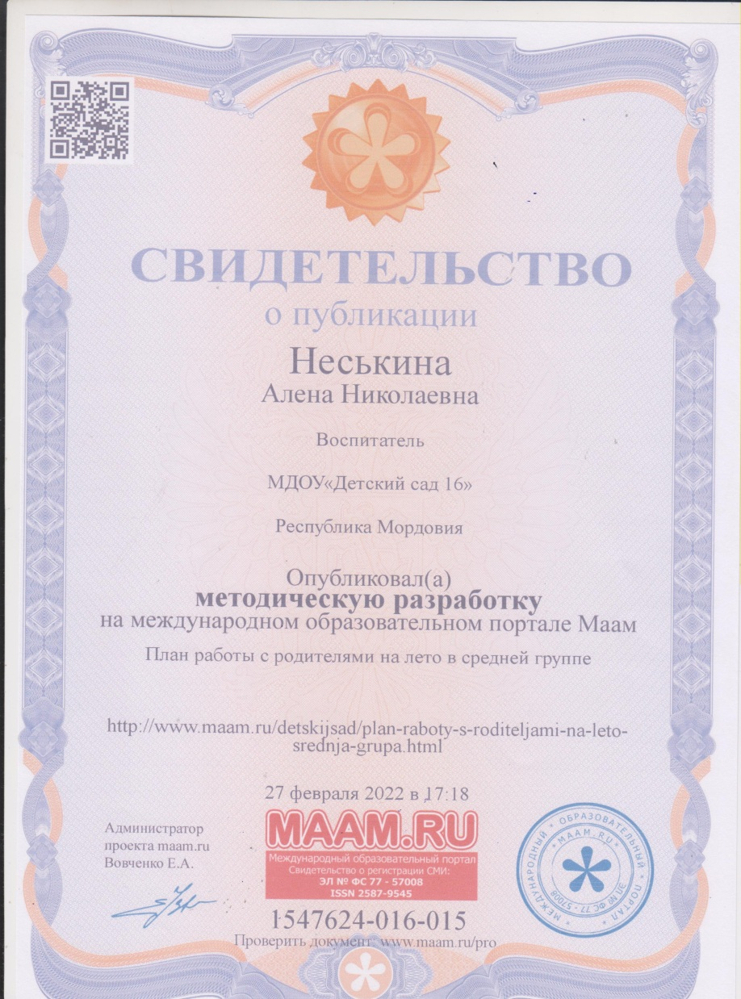 СВИДЕТЕЛЬСТВО
о публикации
Неськина
Алена Николаевна
Воспитатель
МДОУ«Детский сад 16»
Республика Мордовия
Опубликовал(а)
методическую разработку
на международном образовательном портале Маам
План работы с родителями на лето в средней группе
http://www.maam.ru/detskijsad/plan-raboty-s-roditeljami-na-leto-
srednja-grupa.html
27 февраля 2022 в 17:18
Администратор
проекта maam.ru
Вовченко Е.А.
MAAM.RU
Международный образовательный портал
Свидетельство о регистрации СМИ:
ЭЛ № ФС 77 - 57008
ISSN 2587-9545
1547624-016-015
Проверить документ: www.maam.ru/pro
МЕЖДУНАРОДНЫЙ * ОБРАЗОВАТЕЛЬНЫЙ * ПОРТАЛ *
* MAAM.RU *
ЭЛ № ФС 77 - 57008